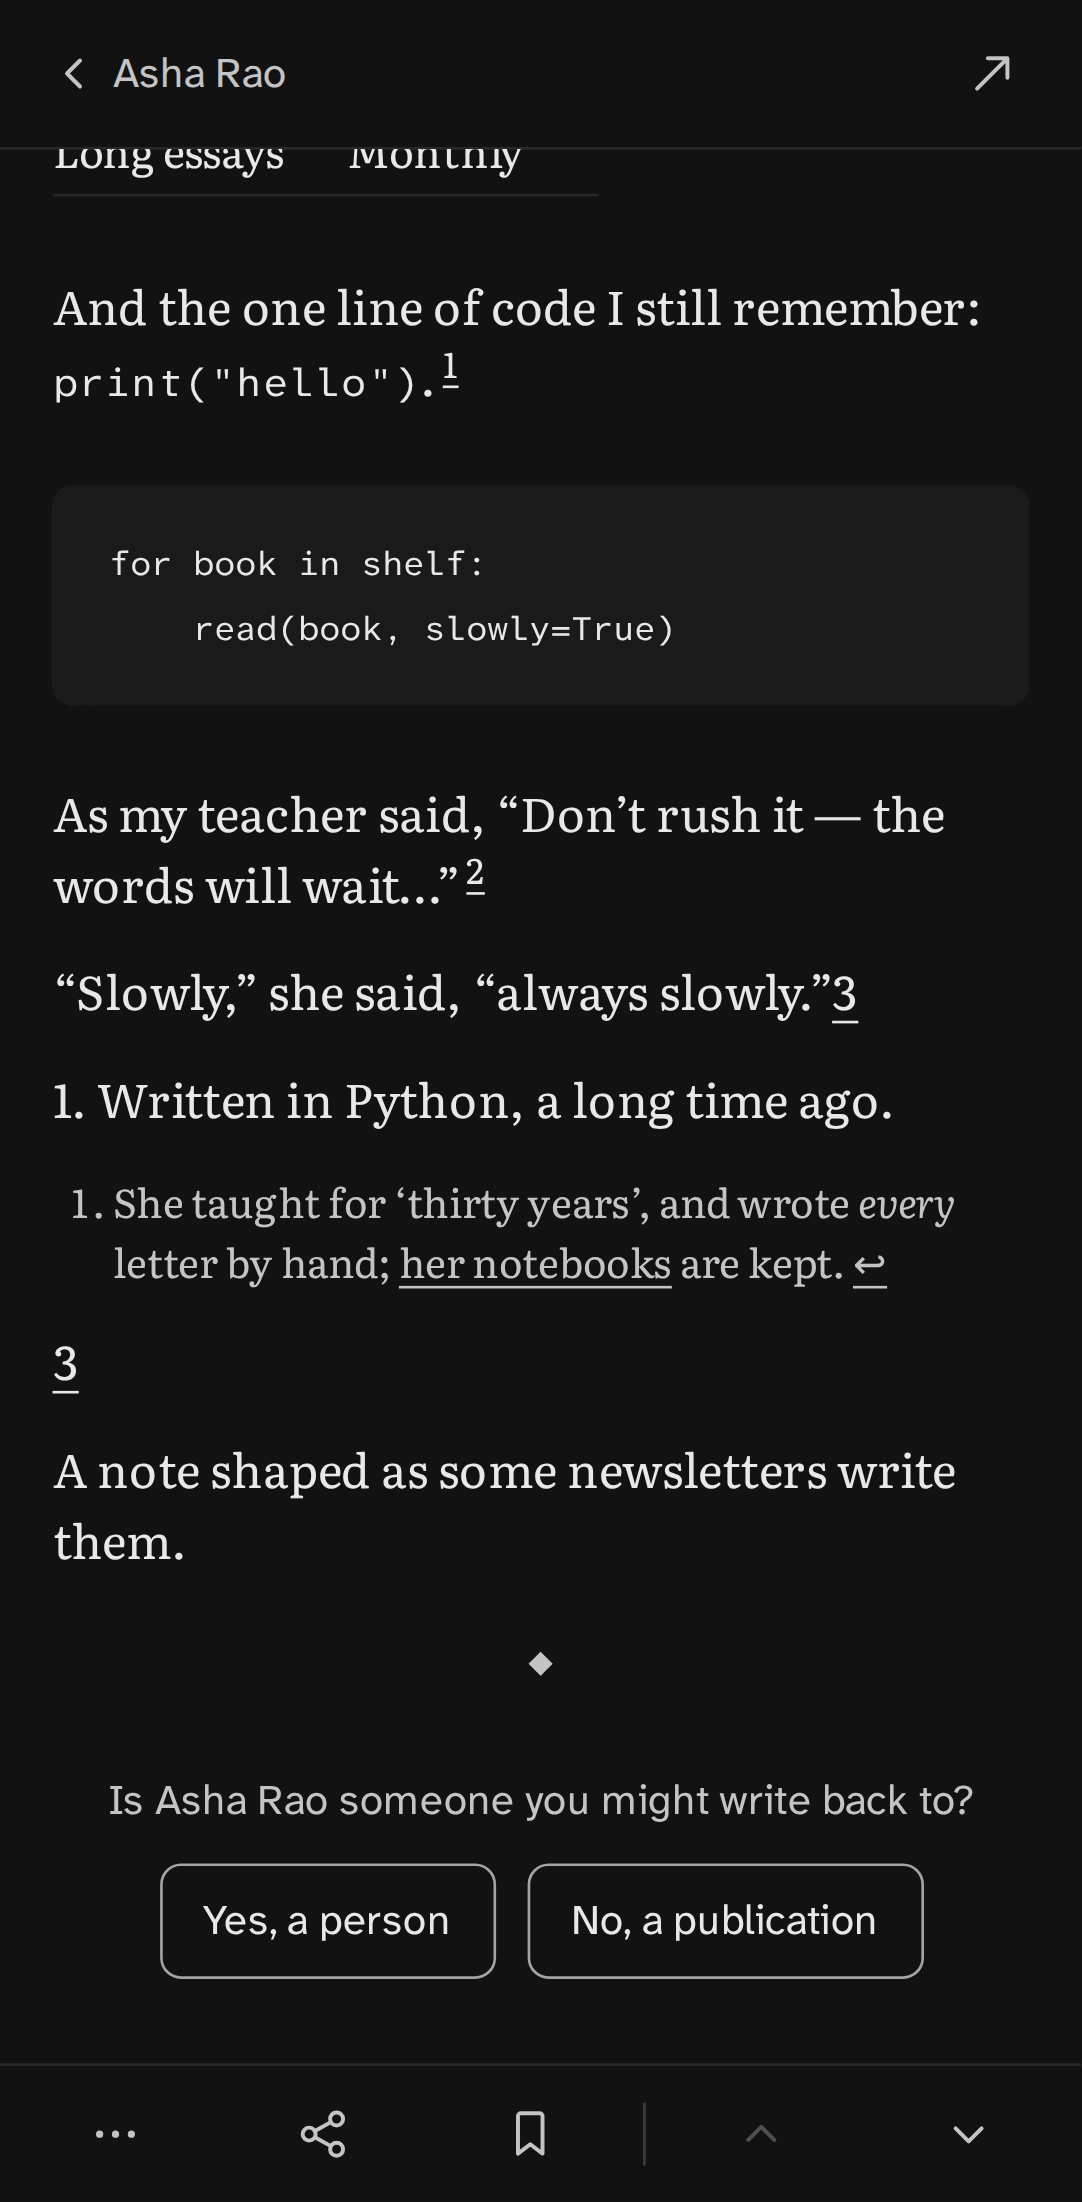 Asha Rao
Long essays Monthly
And the one line of code I still remember:
print("hello").1
for book in shelf:
    read(book, slowly=True)
As my teacher said, “Don’t rush it — the
words will wait…” 2
“Slowly,” she said, “always slowly.”3
1. Written in Python, a long time ago.
1. She taught for ‘thirty years’, and wrote every
letter by hand; her notebooks are kept. ↩
3
A note shaped as some newsletters write
them.
Is Asha Rao someone you might write back to?
Yes, a person
No, a publication